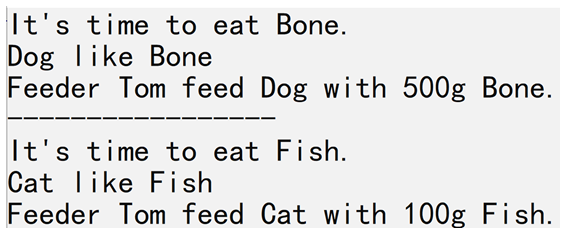 It's time to eat Bone.
Dog like Bone
Feeder Tom feed Dog with 500g Bone.
-----------------
It's time to eat Fish.
Cat like Fish
Feeder Tom feed Cat with 100g Fish.